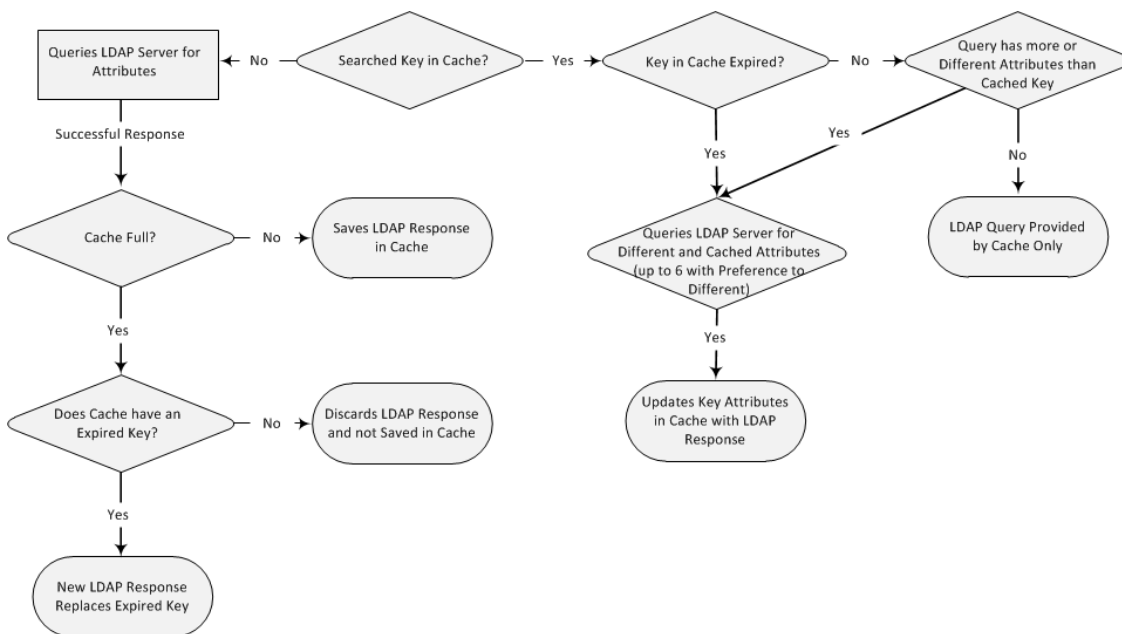 Queries LDAP Server for
Attributes
No
Searched Key in Cache?
Yes
Key in Cache Expired?
No
Query has more or
Different Attributes than
Cached Key
Successful Response
Yes
Yes
No
Cache Full?
No
Saves LDAP Response
in Cache
Queries LDAP Server for
Different and Cached Attributes
(up to 6 with Preference to
Different)
LDAP Query Provided
by Cache Only
Yes
Yes
Does Cache have an
Expired Key?
No
Discards LDAP Response
and not Saved in Cache
Updates Key Attributes
in Cache with LDAP
Response
Yes
New LDAP Response
Replaces Expired Key